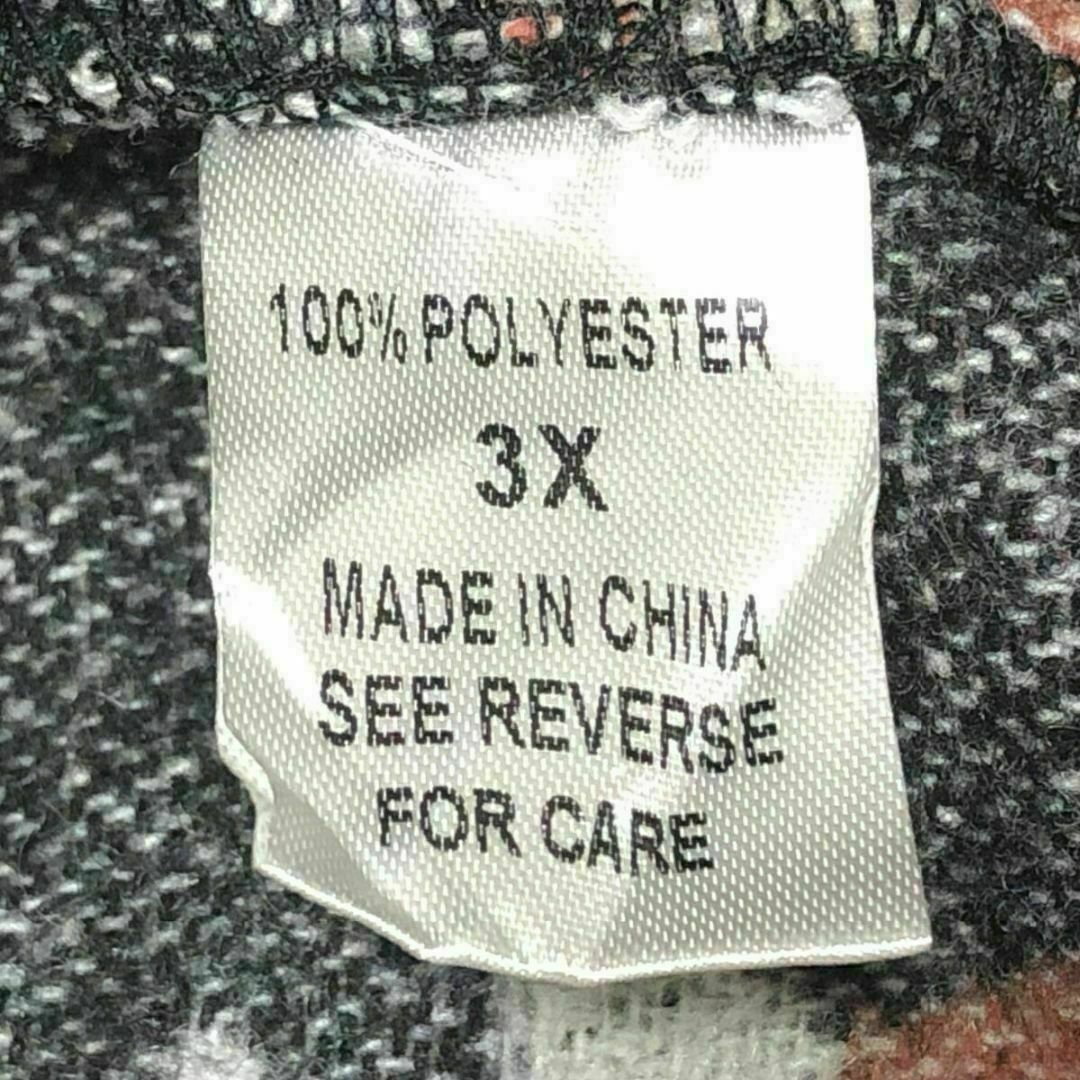 100% POLYESTER
3X
MADE IN CHINA
SEE REVERSE
FOR CARE